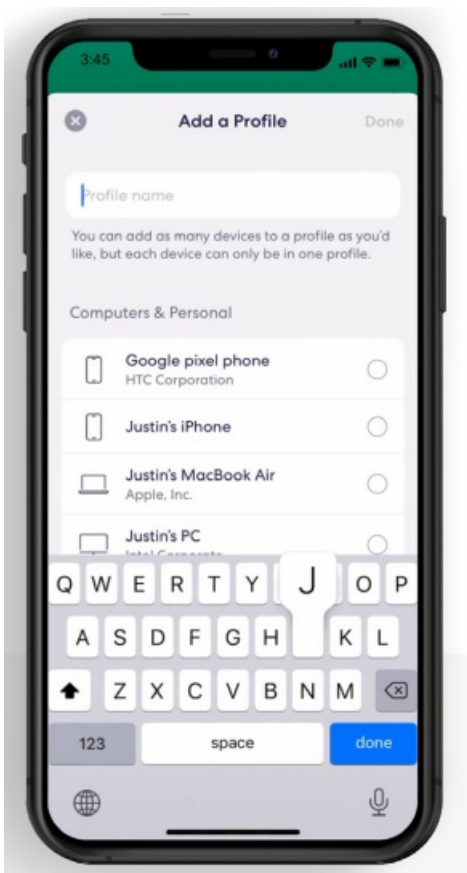 3:45
Add a Profile
Done
Profile name
You can add as many devices to a profile as you'd
like, but each device can only be in one profile.
Computers & Personal
Google pixel phone
HTC Corporation
Justin's iPhone
Justin's MacBook Air
Apple, Inc.
Justin's PC
Intel Corporate
Q W E R T Y J O P
A S D F G H K L
Z X C V B N M
123 space done